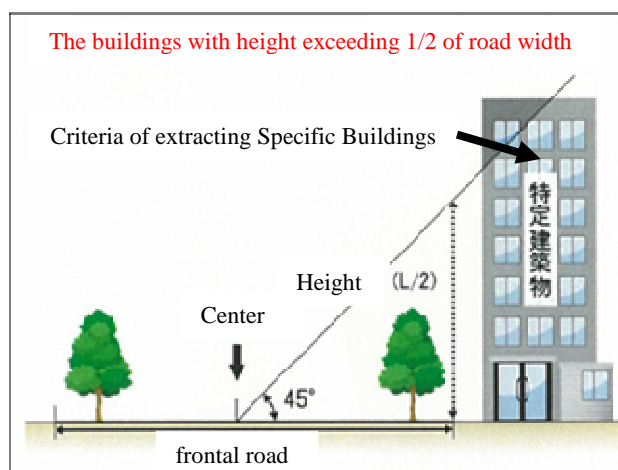 The buildings with height exceeding 1/2 of road width
Criteria of extracting Specific Buildings
特定建築物
Height (L/2)
Center
45°
frontal road